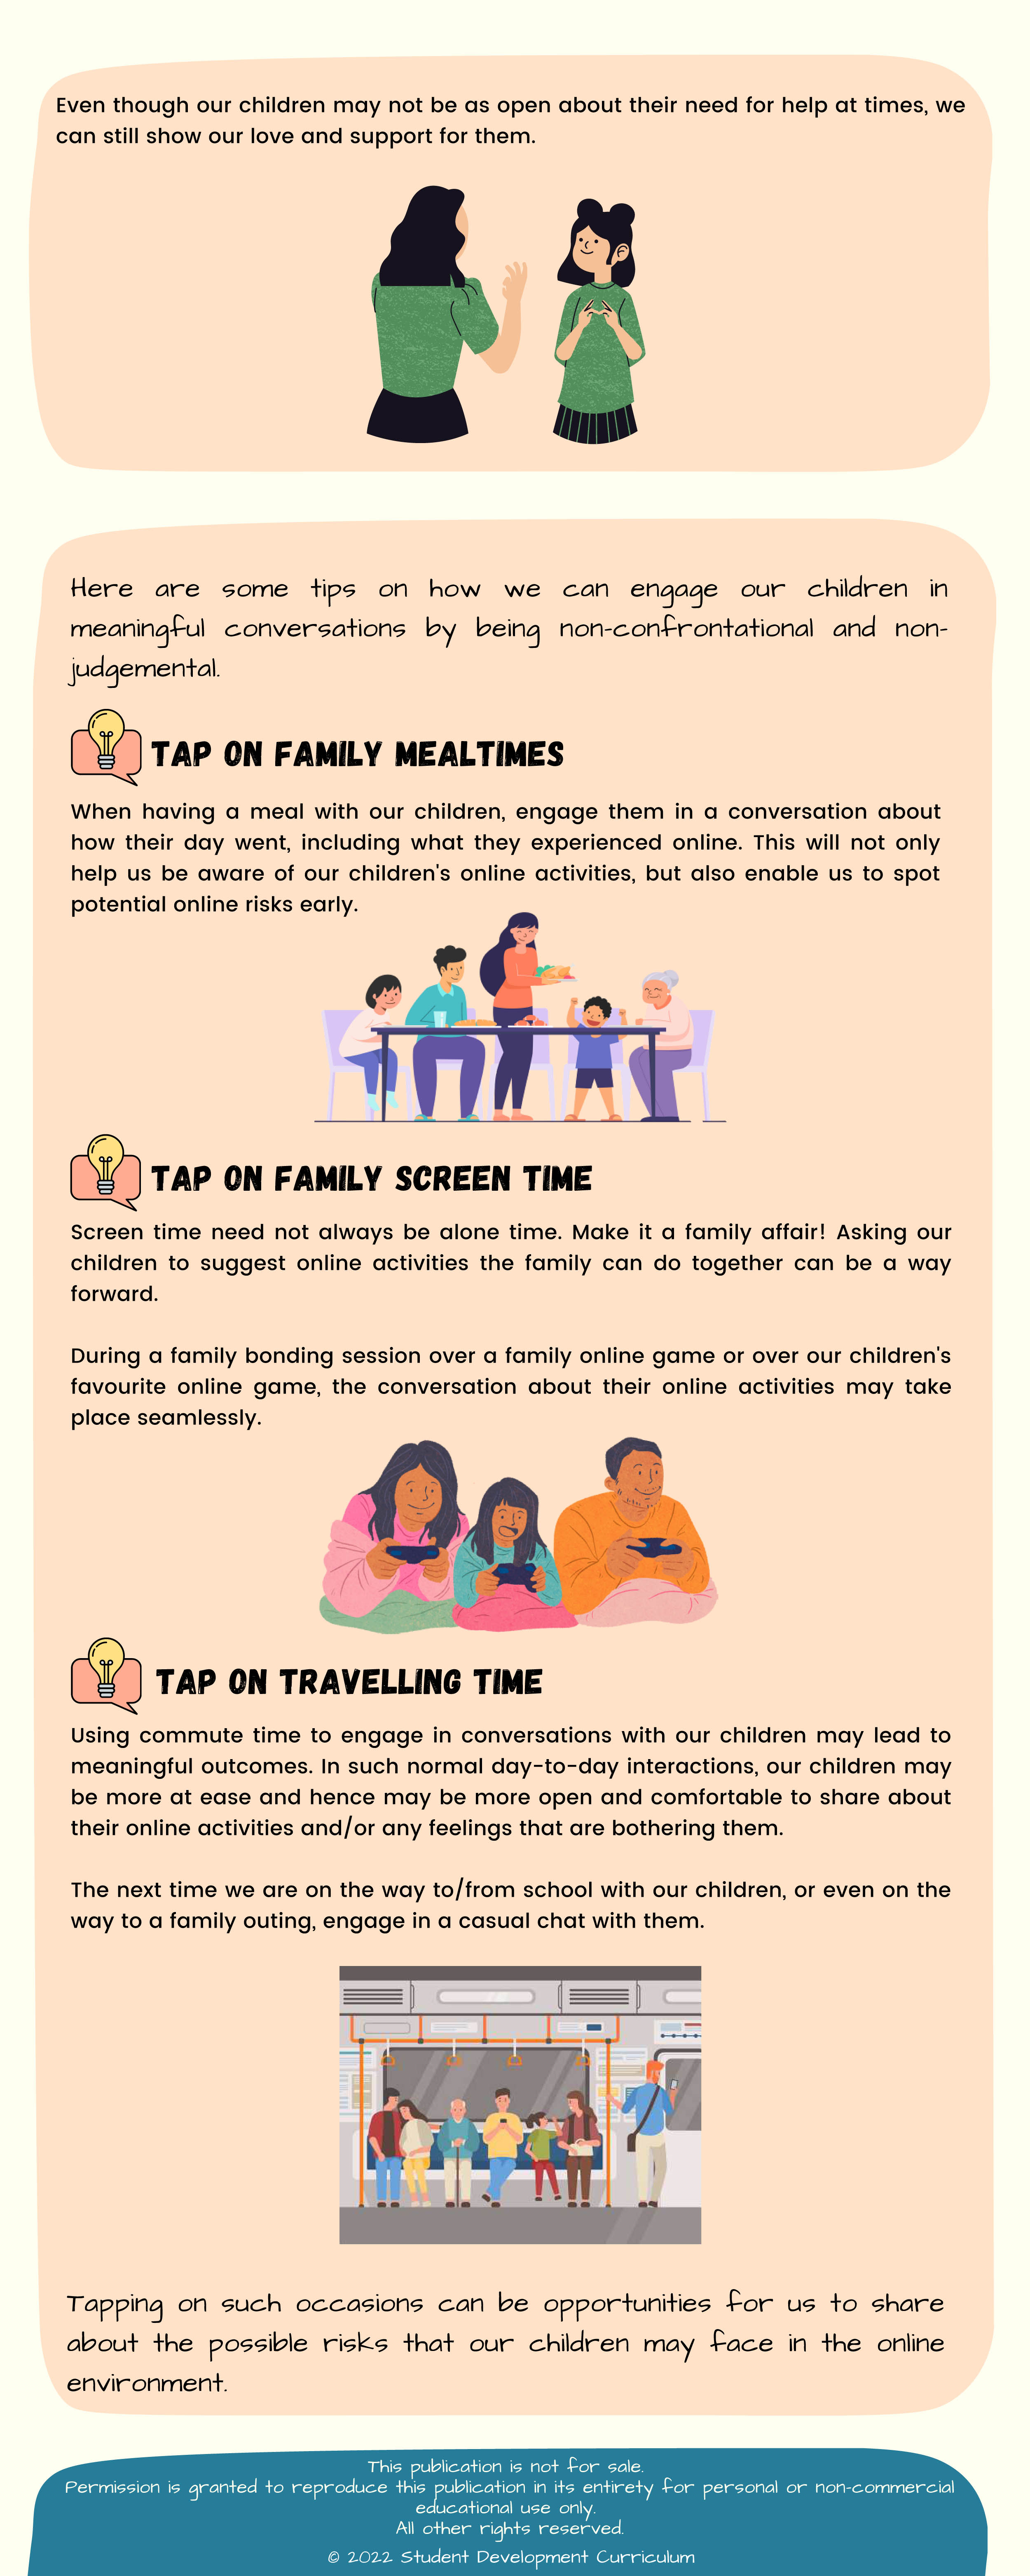 Even though our children may not be as open about their need for help at times, we
can still show our love and support for them.
Here are some tips on how we can engage our children in
meaningful conversations by being non-confrontational and non-
judgemental.
TAP ON FAMILY MEALTIMES
When having a meal with our children, engage them in a conversation about
how their day went, including what they experienced online. This will not only
help us be aware of our children's online activities, but also enable us to spot
potential online risks early.
TAP ON FAMILY SCREEN TIME
Screen time need not always be alone time. Make it a family affair! Asking our
children to suggest online activities the family can do together can be a way
forward.
During a family bonding session over a family online game or over our children's
favourite online game, the conversation about their online activities may take
place seamlessly.
TAP ON TRAVELLING TIME
Using commute time to engage in conversations with our children may lead to
meaningful outcomes. In such normal day-to-day interactions, our children may
be more at ease and hence may be more open and comfortable to share about
their online activities and/or any feelings that are bothering them.
The next time we are on the way to/from school with our children, or even on the
way to a family outing, engage in a casual chat with them.
Tapping on such occasions can be opportunities for us to share
about the possible risks that our children may face in the online
environment.
This publication is not for sale.
Permission is granted to reproduce this publication in its entirety for personal or non-commercial
educational use only.
All other rights reserved.
© 2022 Student Development Curriculum